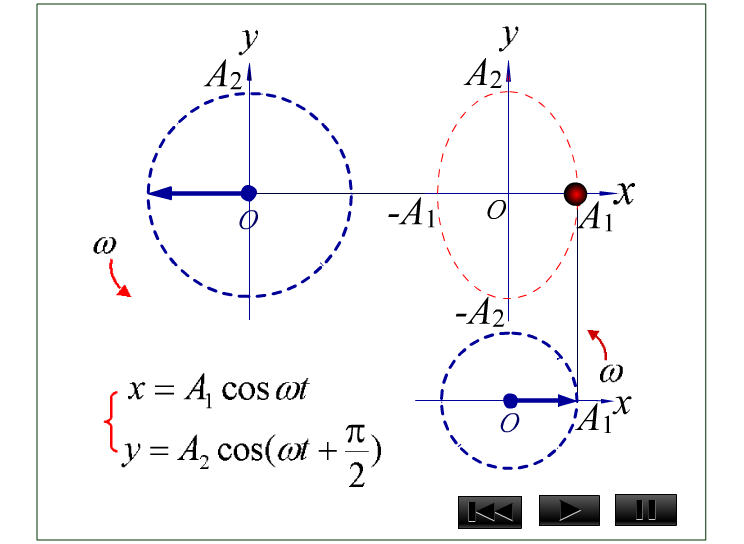 y
A₂
O
ω
y
A₂
x
-A₁
O
A₁
-A₂
ω
x
O
A₁
x = A₁ cos ωt
y = A₂ cos(ωt + π/2)